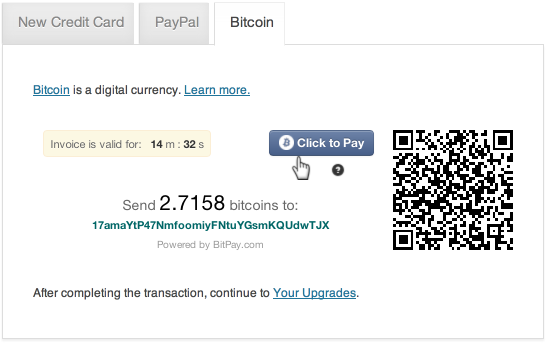 New Credit Card
PayPal
Bitcoin
Bitcoin is a digital currency. Learn more.
Invoice is valid for: 14 m : 32 s
Click to Pay
?
Send 2.7158 bitcoins to:
17amaYtP47NmfoomiyFNtuYGsmKQUdwTJX
Powered by BitPay.com
After completing the transaction, continue to Your Upgrades.